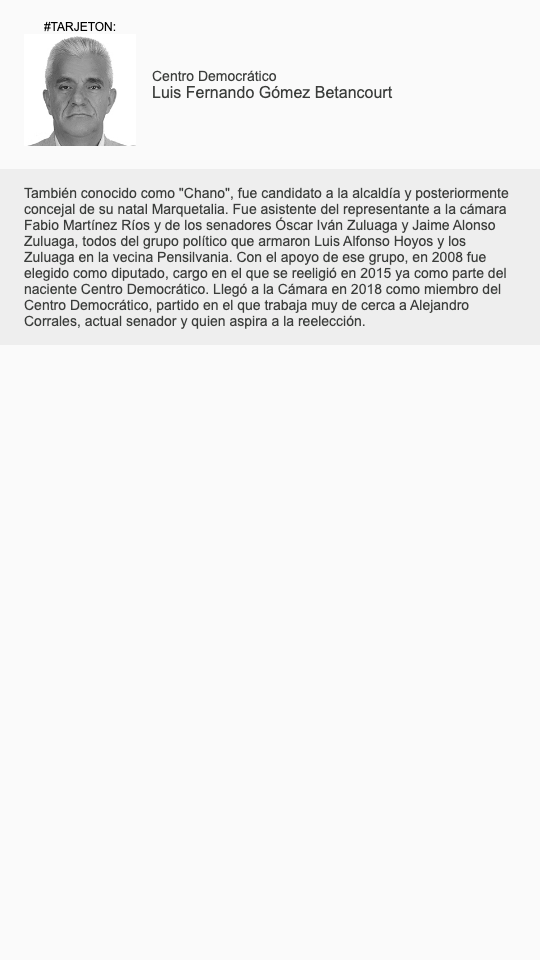 #TARJETON:
Centro Democrático
Luis Fernando Gómez Betancourt
También conocido como "Chano", fue candidato a la alcaldía y posteriormente
concejal de su natal Marquetalia. Fue asistente del representante a la cámara
Fabio Martínez Ríos y de los senadores Óscar Iván Zuluaga y Jaime Alonso
Zuluaga, todos del grupo político que armaron Luis Alfonso Hoyos y los
Zuluaga en la vecina Pensilvania. Con el apoyo de ese grupo, en 2008 fue
elegido como diputado, cargo en el que se reeligió en 2015 ya como parte del
naciente Centro Democrático. Llegó a la Cámara en 2018 como miembro del
Centro Democrático, partido en el que trabaja muy de cerca a Alejandro
Corrales, actual senador y quien aspira a la reelección.